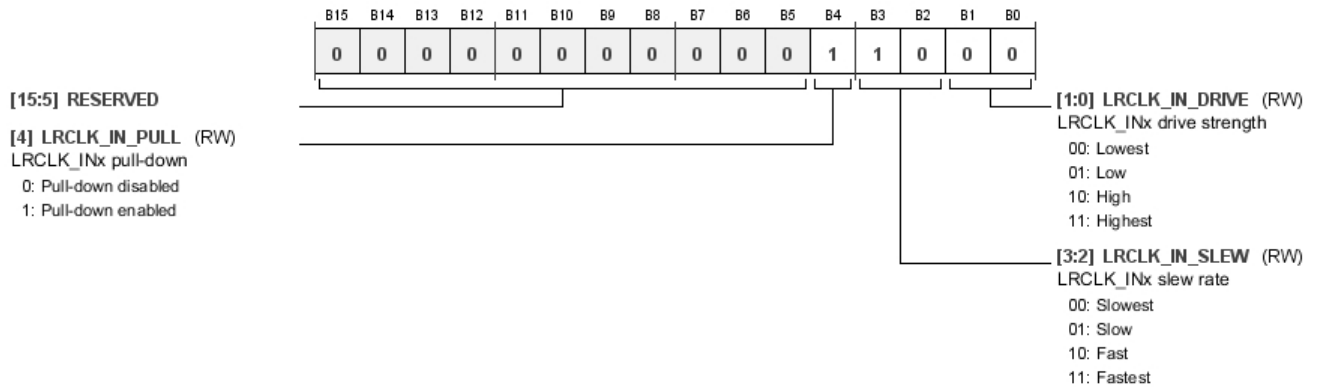 B15 B14 B13 B12 B11 B10 B9 B8 B7 B6 B5 B4 B3 B2 B1 B0
0 0 0 0 0 0 0 0 0 0 0 1 1 0 0 0
[15:5] RESERVED
[4] LRCLK_IN_PULL (RW)
LRCLK_INx pull-down
0: Pull-down disabled
1: Pull-down enabled
[1:0] LRCLK_IN_DRIVE (RW)
LRCLK_INx drive strength
00: Lowest
01: Low
10: High
11: Highest
[3:2] LRCLK_IN_SLEW (RW)
LRCLK_INx slew rate
00: Slowest
01: Slow
10: Fast
11: Fastest